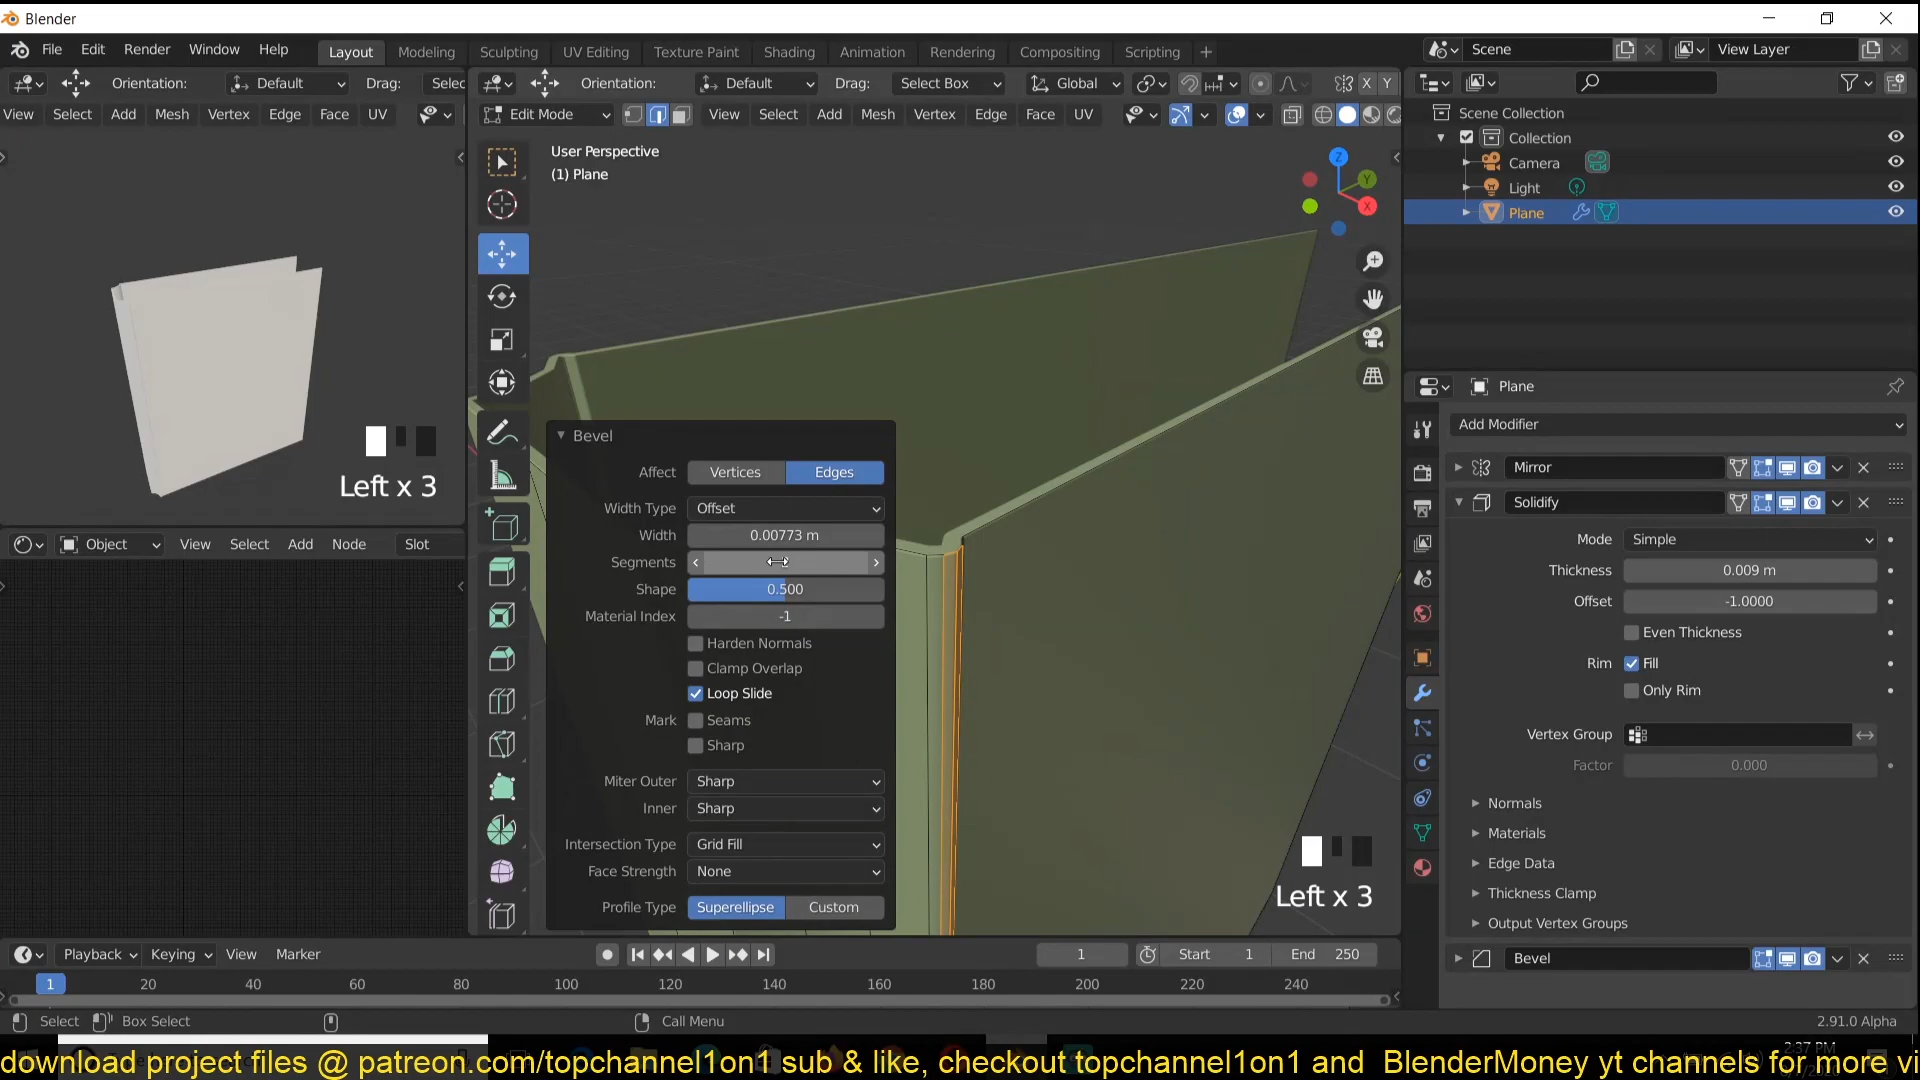 Blender
File Edit Render Window Help Layout Modeling Sculpting UV Editing Texture Paint Shading Animation Rendering Compositing Scripting + Scene View Layer
Orientation: Default Drag: Selec
Orientation: Default Drag: Select Box Global X Y
View Select Add Mesh Vertex Edge Face UV
Edit Mode View Select Add Mesh Vertex Edge Face UV
User Perspective
(1) Plane
Z
Y
X
Scene Collection
Collection
Camera
Light
Plane
Plane
Add Modifier
Mirror
Solidify
Mode Simple
Thickness 0.009 m
Offset -1.0000
Even Thickness
Rim Fill
Only Rim
Vertex Group
Factor 0.000
Normals
Materials
Edge Data
Thickness Clamp
Output Vertex Groups
Bevel
Left x 3
Object View Select Add Node Slot
Bevel
Affect Vertices Edges
Width Type Offset
Width 0.00773 m
Segments
Shape 0.500
Material Index -1
Harden Normals
Clamp Overlap
Loop Slide
Mark Seams
Sharp
Miter Outer Sharp
Inner Sharp
Intersection Type Grid Fill
Face Strength None
Profile Type Superellipse Custom
Left x 3
Playback Keying View Marker 1 Start 1 End 250
1 20 40 60 80 100 120 140 160 180 200 220 240
Select Box Select Call Menu 2.91.0 Alpha
2:37 PM
download project files @ patreon.com/topchannel1on1 sub & like, checkout topchannel1on1 and BlenderMoney yt channels for more vi